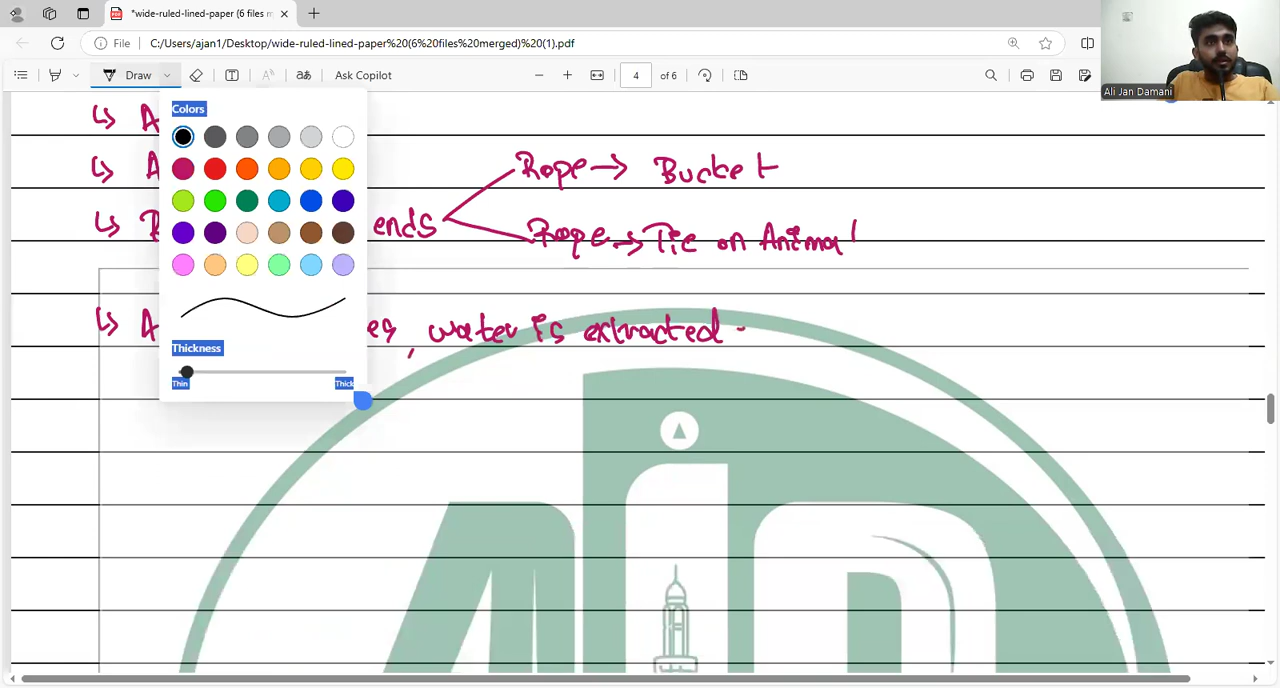 *wide-ruled-lined-paper (6 files m
File C:/Users/ajan1/Desktop/wide-ruled-lined-paper%20(6%20files%20merged)%20(1).pdf
Draw Ask Copilot 4 of 6
Ali Jan Damani
Colors
Thickness
Thin Thick
↳ A
↳ A Rope → Bucket
↳ ends
Rope → Tie on Animal
↳ A es, water is extracted.